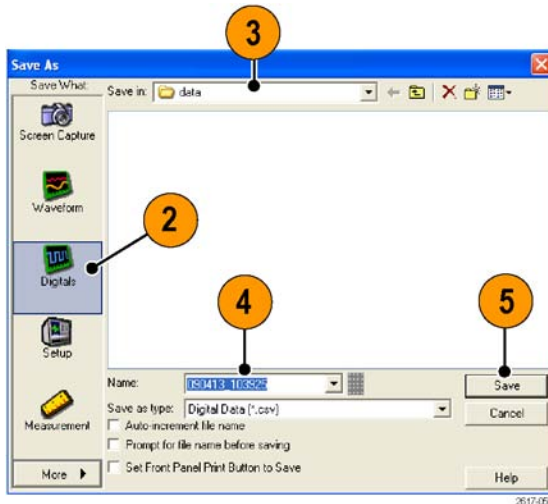 3
Save As
Save What:
Save in: data
Screen Capture
Waveform
2
Digitals
4
5
Setup
Name: 090413_103925
Save
Save as type: Digital Data (*.csv)
Cancel
Measurement
Auto-increment file name
Prompt for file name before saving
Set Front Panel Print Button to Save
More
Help
2617-05